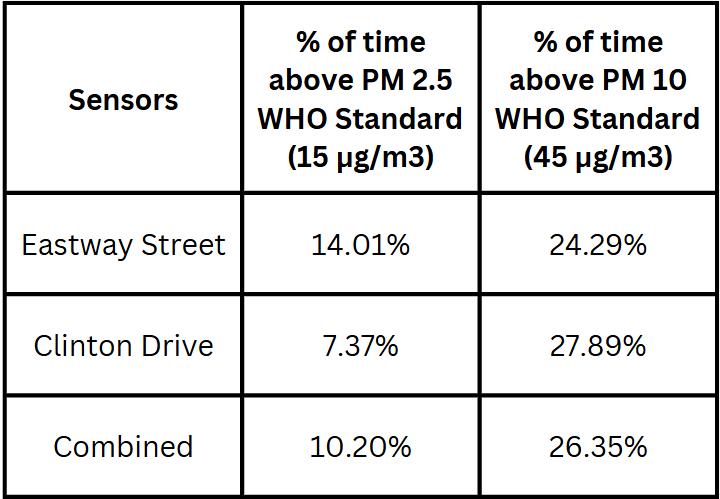 Sensors
% of time
above PM 2.5
WHO Standard
(15 µg/m3)
% of time
above PM 10
WHO Standard
(45 µg/m3)
Eastway Street
14.01%
24.29%
Clinton Drive
7.37%
27.89%
Combined
10.20%
26.35%